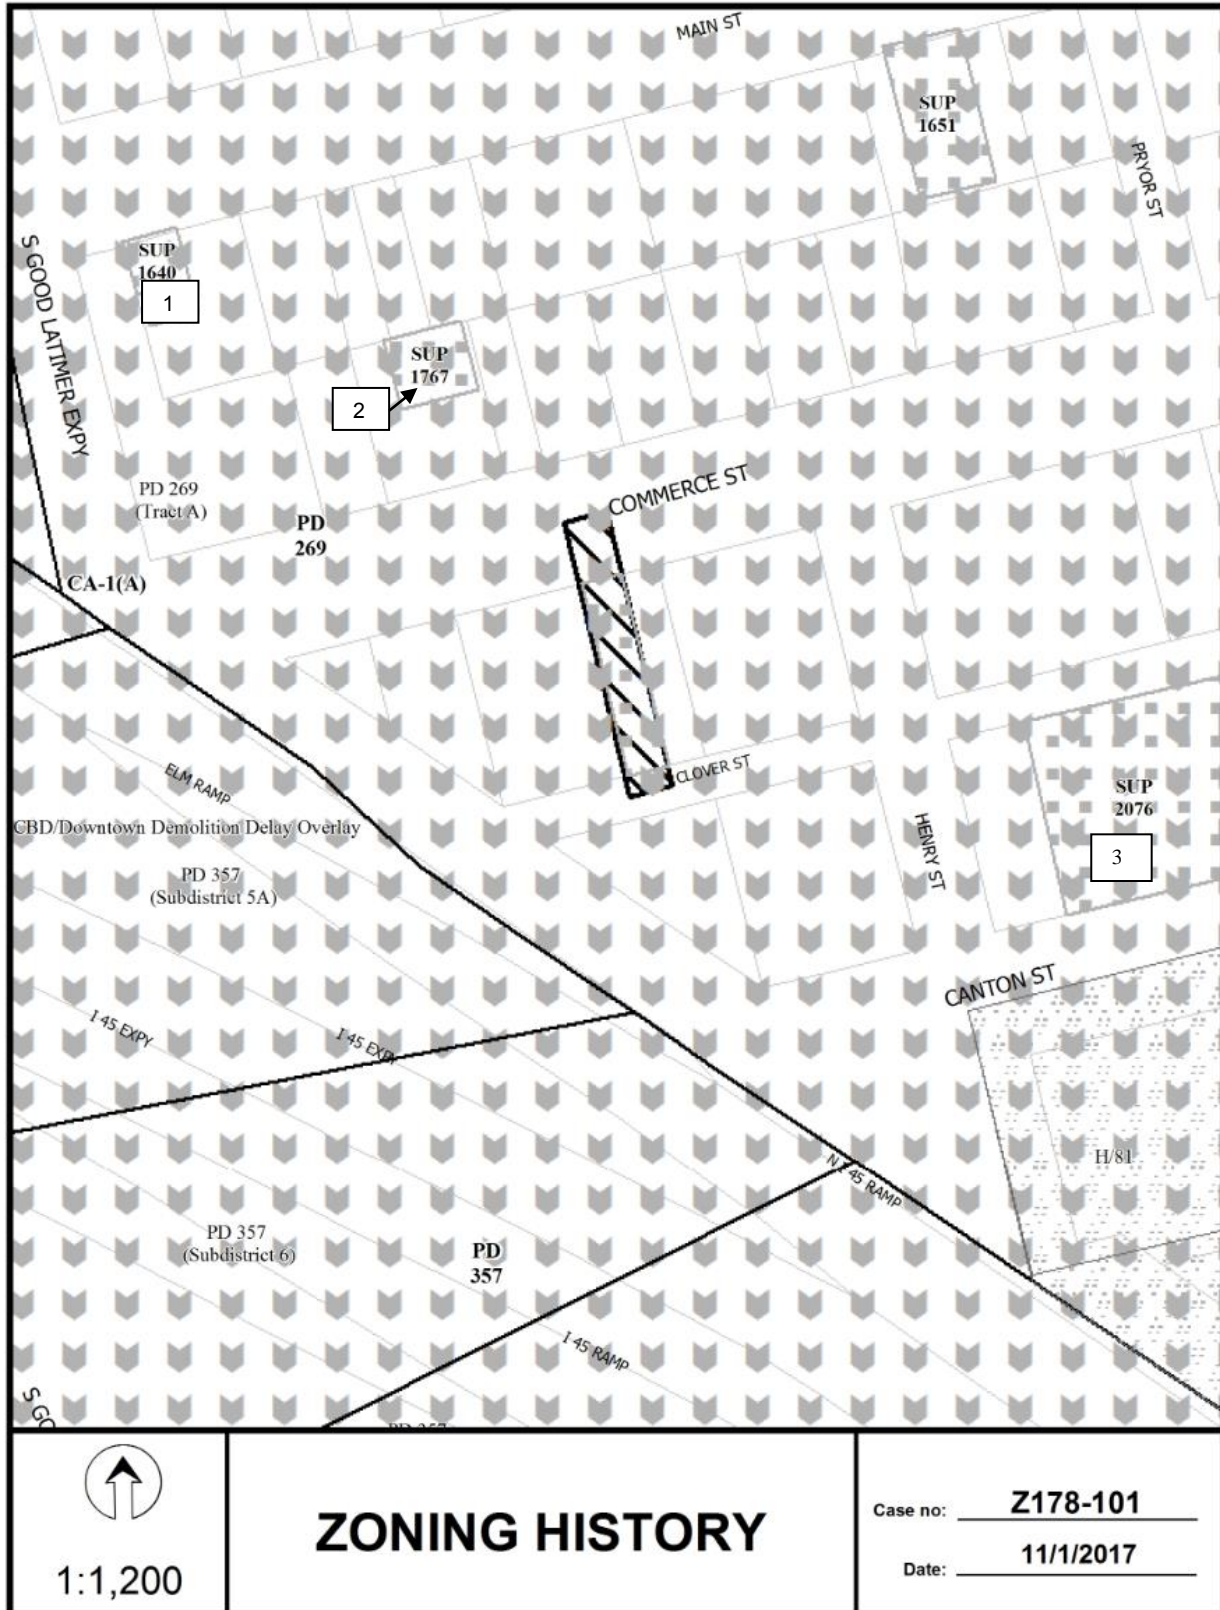 MAIN ST
SUP
1651
PRYOR ST
S GOOD LATIMER EXPY
SUP
1640
1
SUP
1767
2
COMMERCE ST
PD 269
(Tract A)
PD
269
CA-1(A)
CLOVER ST
ELM RAMP
SUP
2076
3
HENRY ST
CBD/Downtown Demolition Delay Overlay
PD 357
(Subdistrict 5A)
CANTON ST
I 45 EXPY
I 45 EXPY
H/81
N I 45 RAMP
PD 357
(Subdistrict 6)
PD
357
I 45 RAMP
S GO
PD 357
1:1,200
ZONING HISTORY
Case no: Z178-101
Date: 11/1/2017